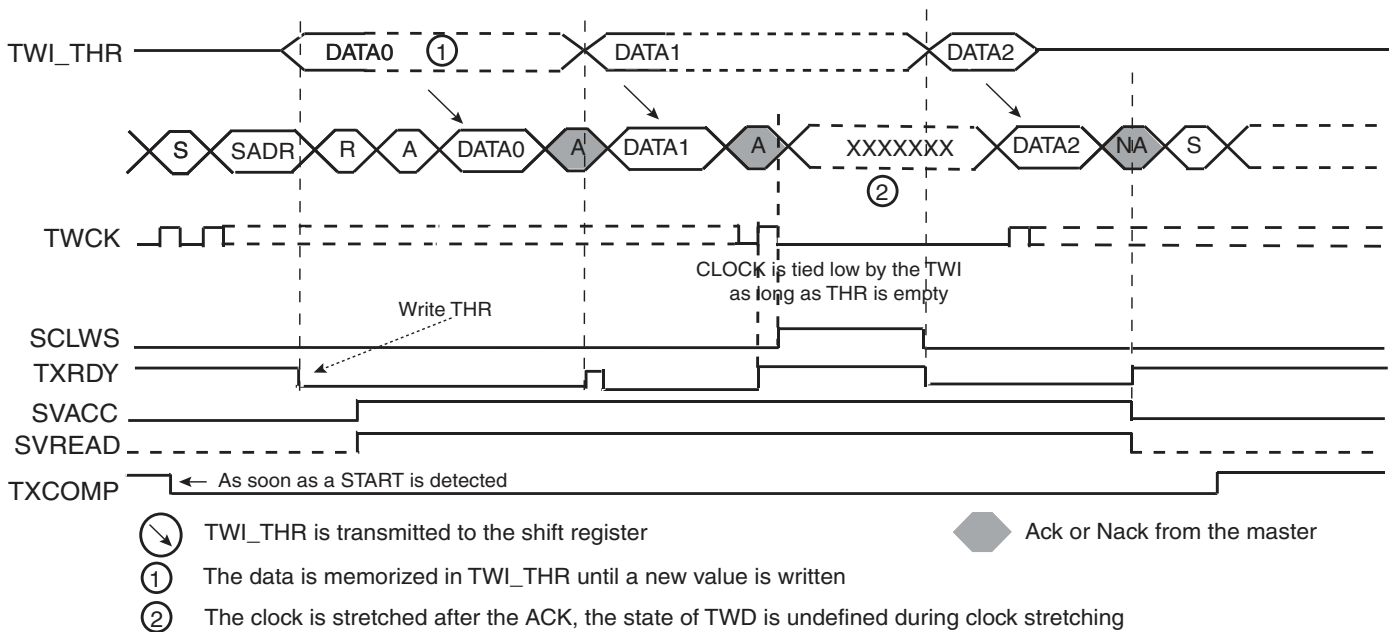 TWI_THR DATA0 1 DATA1 DATA2
S SADR R A DATA0 A DATA1 A XXXXXXX DATA2 NA S
2
TWCK
CLOCK is tied low by the TWI
as long as THR is empty
Write THR
SCLWS
TXRDY
SVACC
SVREAD
TXCOMP As soon as a START is detected
TWI_THR is transmitted to the shift register Ack or Nack from the master
1 The data is memorized in TWI_THR until a new value is written
2 The clock is stretched after the ACK, the state of TWD is undefined during clock stretching